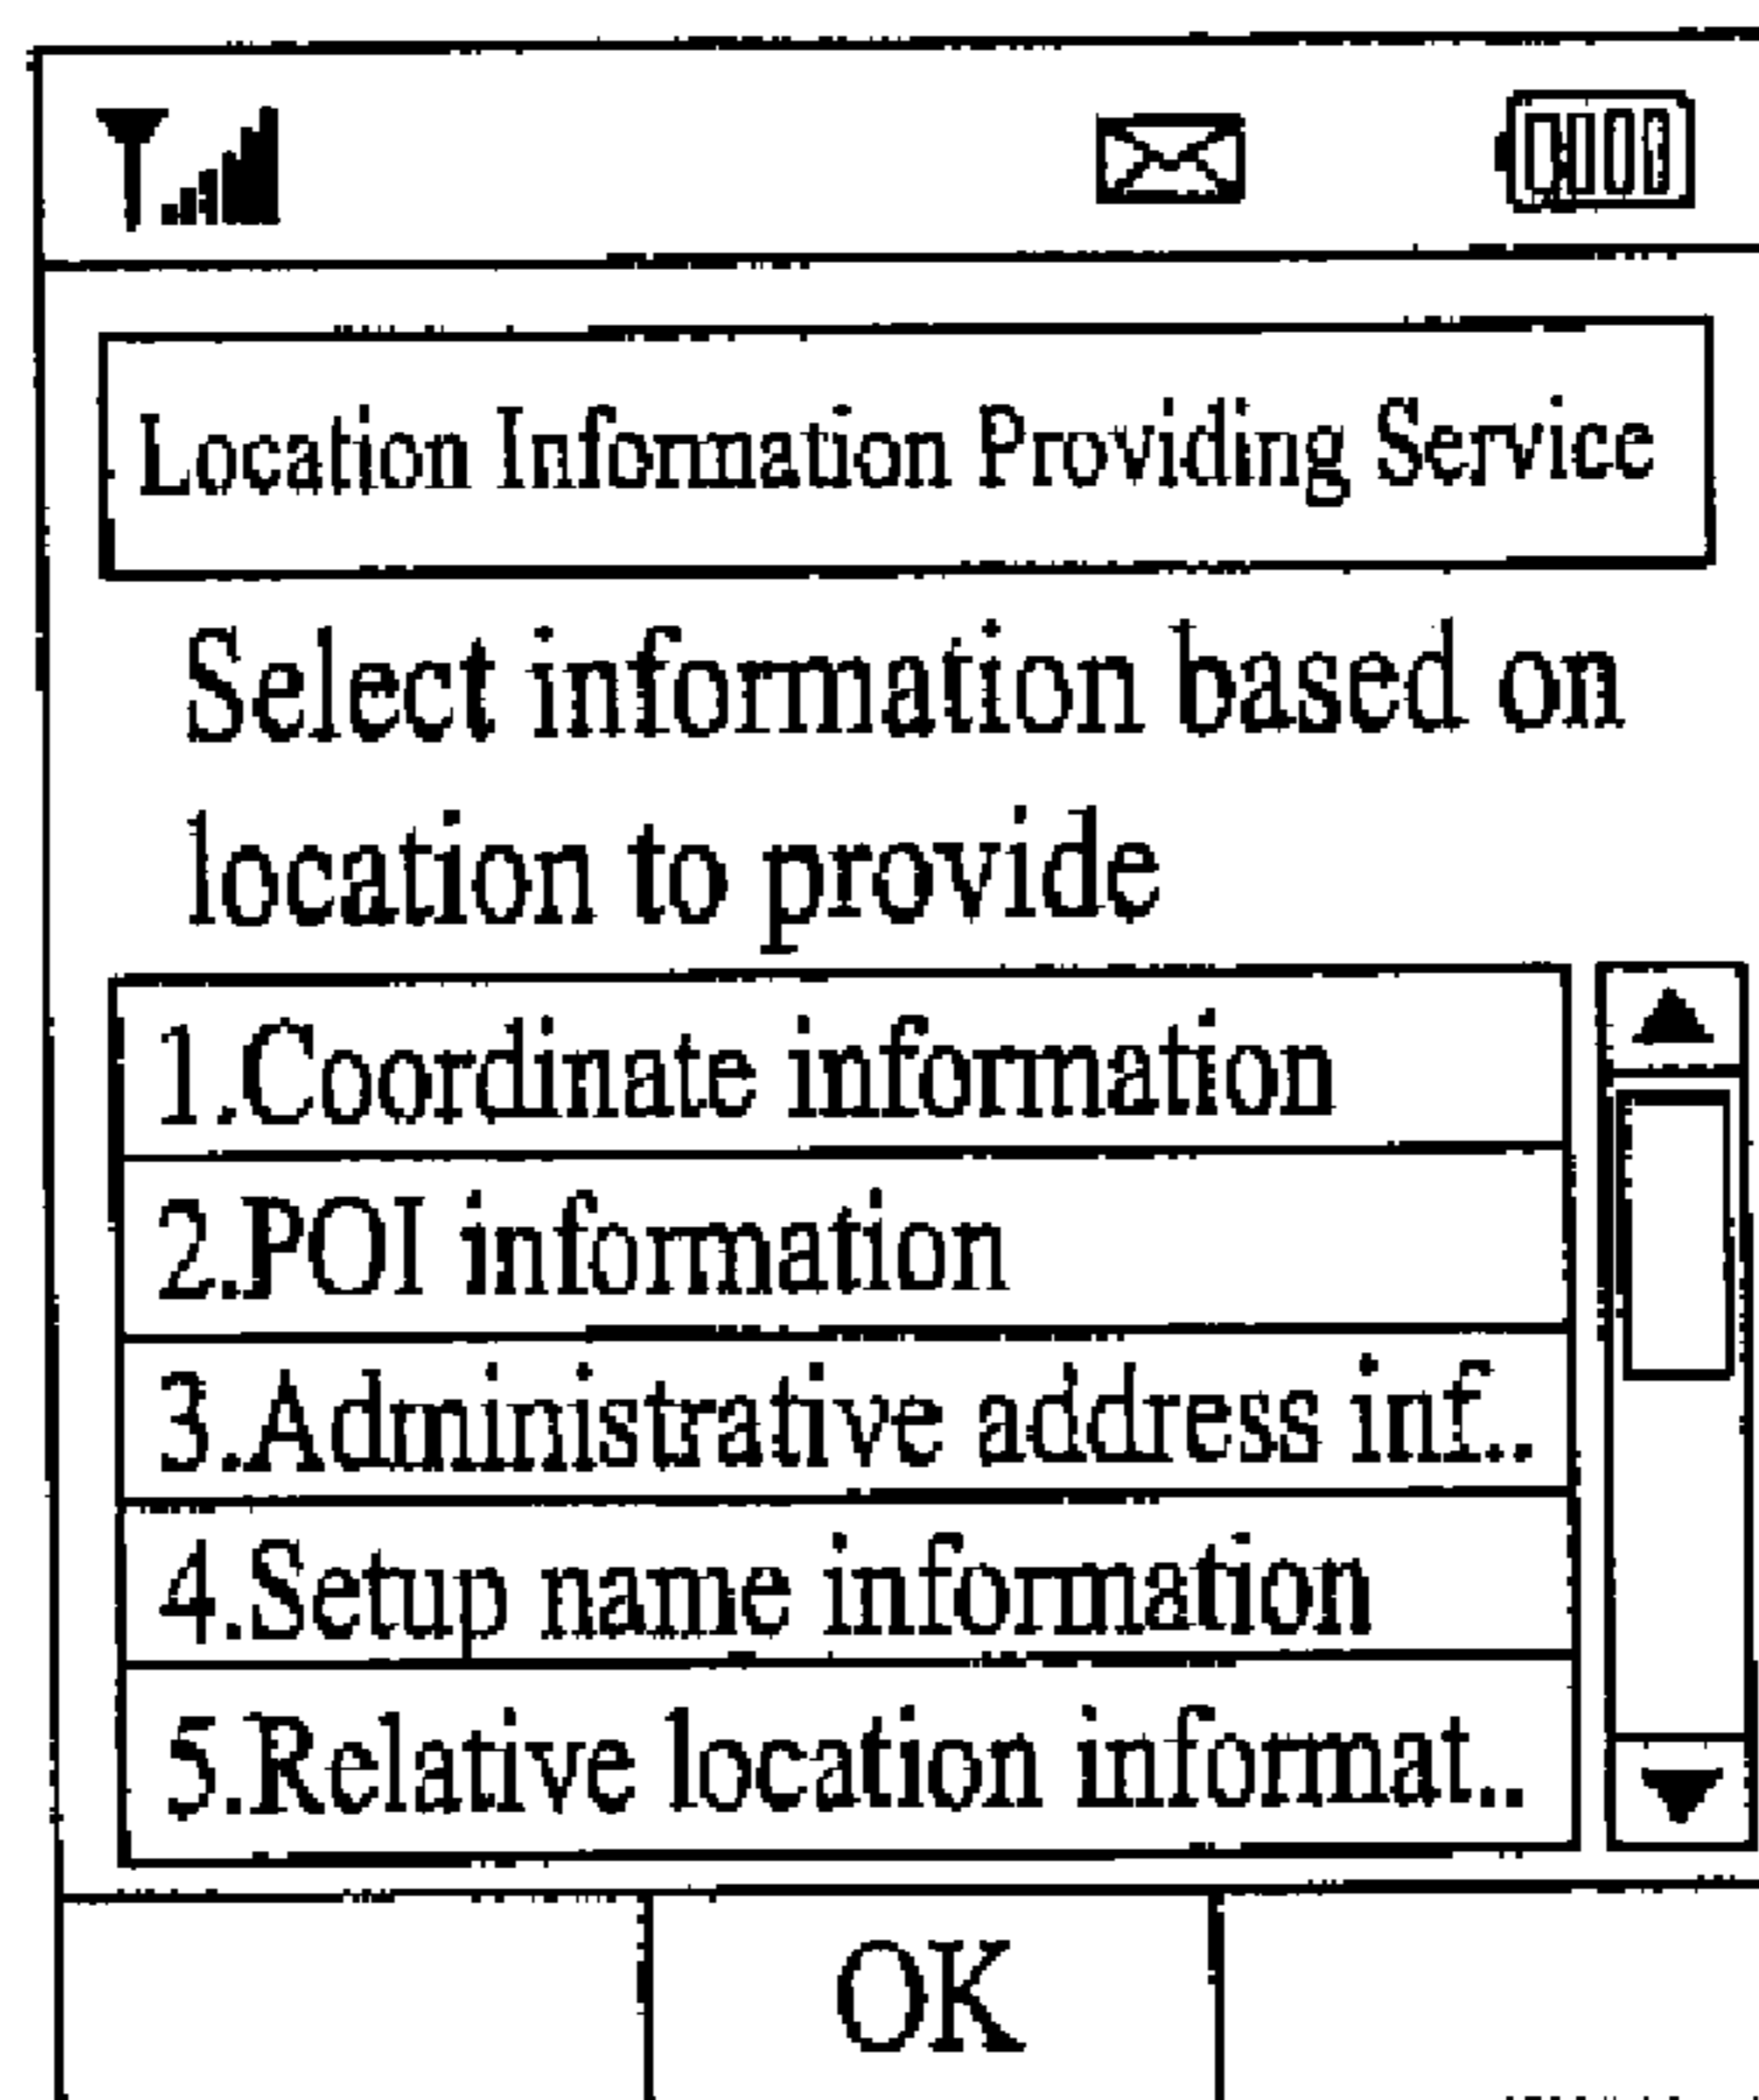 Location Information Providing Service
Select information based on
location to provide
1.Coordinate information
2.POI information
3.Administrative address inf..
4.Setup name information
5.Relative location informat..
OK